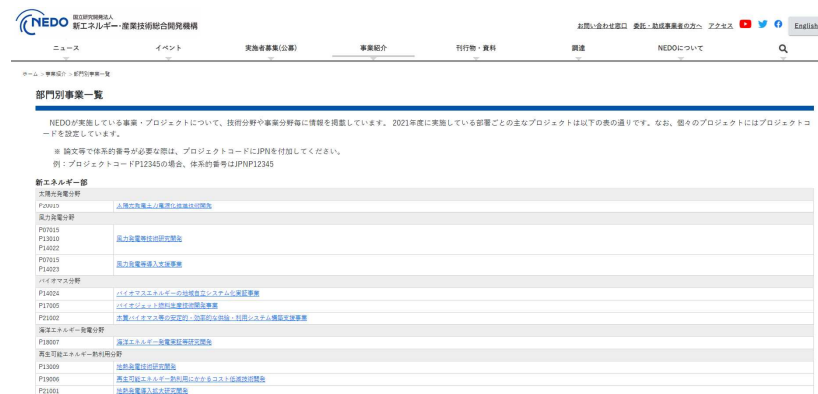 NEDO 国立研究開発法人
新エネルギー・産業技術総合開発機構
お問い合わせ窓口 委託・助成事業者の方へ アクセス English
ニュース イベント 実施者募集(公募) 事業紹介 刊行物・資料 調達 NEDOについて
ホーム > 事業紹介 > 部門別事業一覧
部門別事業一覧
NEDOが実施している事業・プロジェクトについて、技術分野や事業分野毎に情報を掲載しています。 2021年度に実施している部署ごとの主なプロジェクトは以下の表の通りです。なお、個々のプロジェクトにはプロジェクトコ
ードを設定しています。
※ 論文等で体系的番号が必要な際は、プロジェクトコードにJPNを付加してください。
例：プロジェクトコードP12345の場合、体系的番号はJPNP12345
新エネルギー部
太陽光発電分野
P20015 太陽光発電主力電源化推進技術開発
風力発電分野
P07015
P13010 風力発電等技術研究開発
P14022
P07015
P14023 風力発電等導入支援事業
バイオマス分野
P14024 バイオマスエネルギーの地域自立システム化実証事業
P17005 バイオジェット燃料生産技術開発事業
P21002 木質バイオマス等の安定的・効率的な供給・利用システム構築支援事業
海洋エネルギー発電分野
P18007 海洋エネルギー発電実証等研究開発
再生可能エネルギー熱利用分野
P13009 地熱発電技術研究開発
P19006 再生可能エネルギー熱利用にかかるコスト低減技術開発
P21001 地熱発電導入拡大研究開発